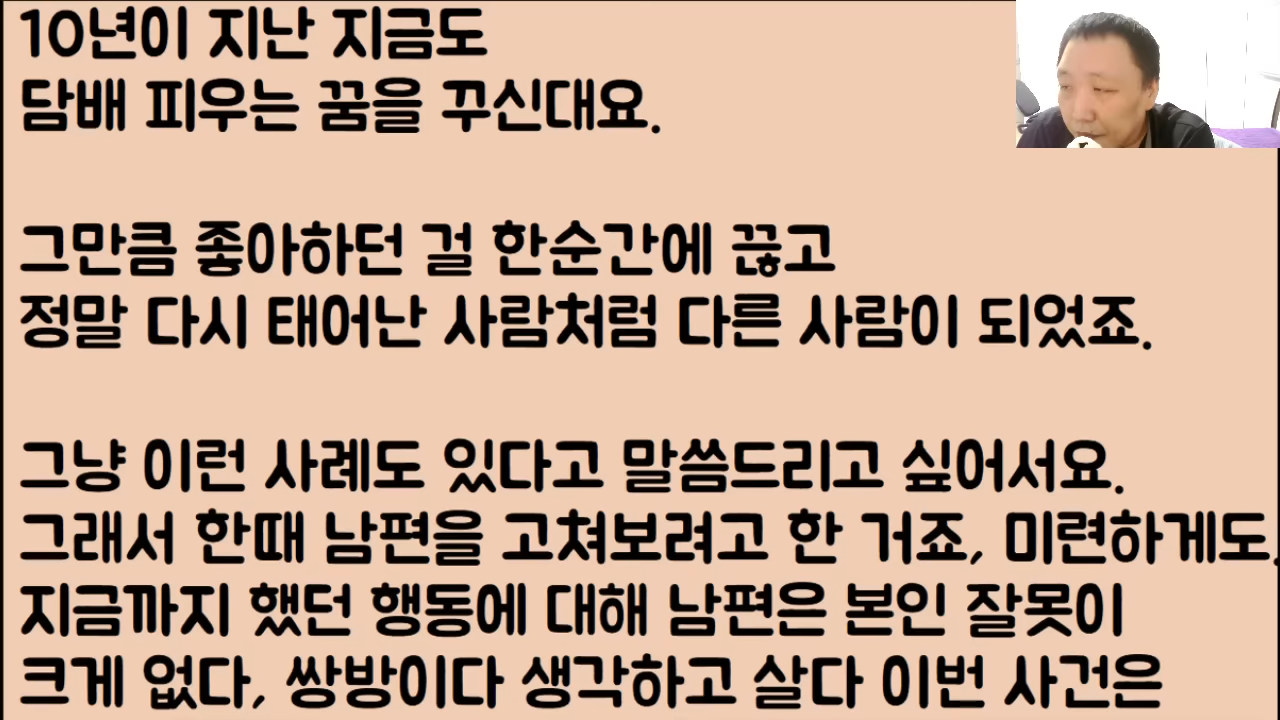 10년이 지난 지금도
담배 피우는 꿈을 꾸신대요.
그만큼 좋아하던 걸 한순간에 끊고
정말 다시 태어난 사람처럼 다른 사람이 되었죠.
그냥 이런 사례도 있다고 말씀드리고 싶어서요.
그래서 한때 남편을 고쳐보려고 한 거죠, 미련하게도.
지금까지 했던 행동에 대해 남편은 본인 잘못이
크게 없다, 쌍방이다 생각하고 살다 이번 사건은